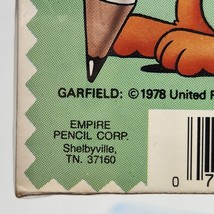 GARFIELD: © 1978 United F
EMPIRE
PENCIL CORP.
Shelbyville,
TN. 37160
0 7